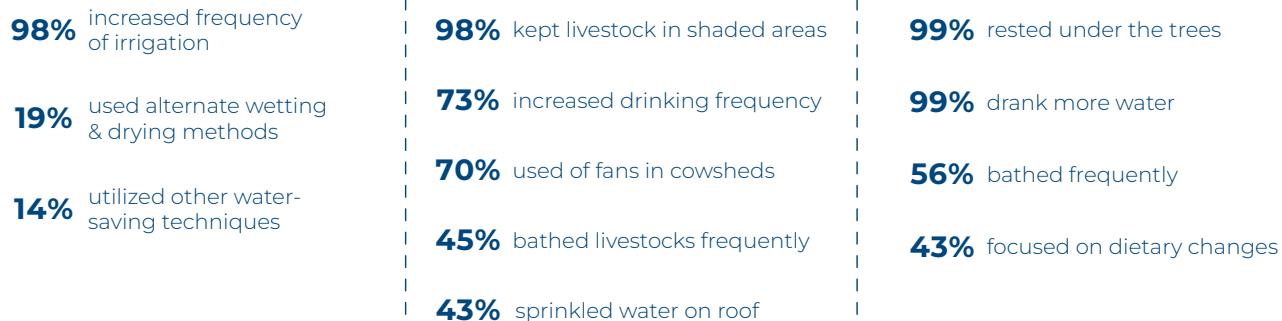 98% increased frequency
of irrigation
19% used alternate wetting
& drying methods
14% utilized other water-
saving techniques
98% kept livestock in shaded areas
73% increased drinking frequency
70% used of fans in cowsheds
45% bathed livestocks frequently
43% sprinkled water on roof
99% rested under the trees
99% drank more water
56% bathed frequently
43% focused on dietary changes